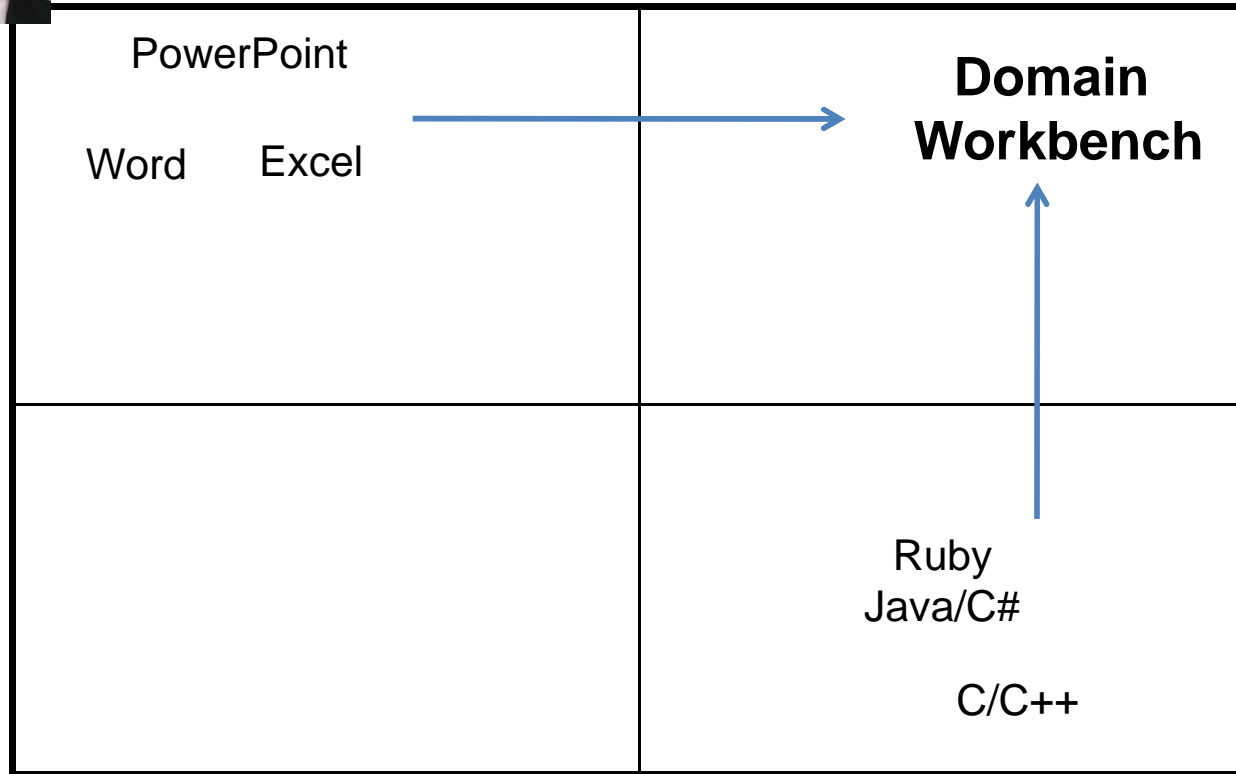 PowerPoint
Word Excel
Domain
Workbench
Ruby
Java/C#
C/C++